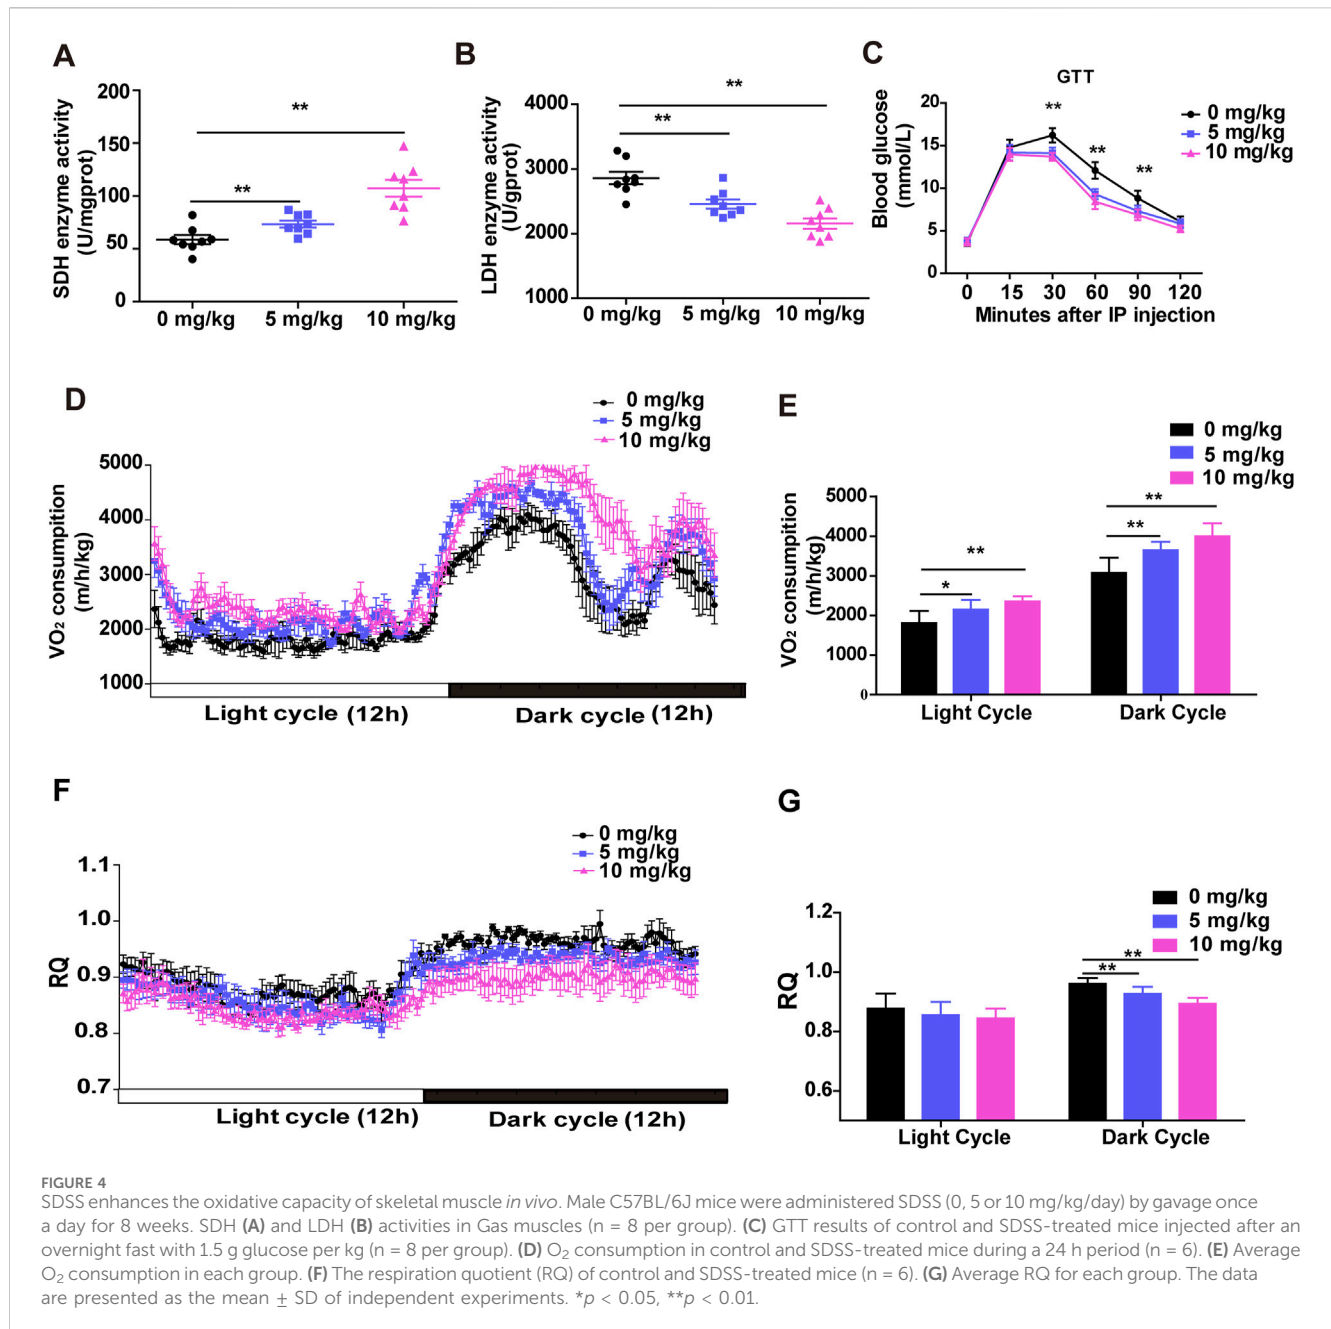 A
SDH enzyme activity
(U/mgprot)
200
150
100
50
0
**
**
0 mg/kg 5 mg/kg 10 mg/kg
B
LDH enzyme activity
(U/gprot)
4000
3000
2000
1000
**
**
0 mg/kg 5 mg/kg 10 mg/kg
C
GTT
Blood glucose
(mmol/L)
20
15
10
5
0
**
**
**
0 mg/kg
5 mg/kg
10 mg/kg
0 15 30 60 90 120
Minutes after IP injection
D
0 mg/kg
5 mg/kg
10 mg/kg
VO2 consumpition
(m/h/kg)
5000
4000
3000
2000
1000
Light cycle (12h) Dark cycle (12h)
E
0 mg/kg
5 mg/kg
10 mg/kg
VO2 consumpition
(m/h/kg)
5000
4000
3000
2000
1000
0
**
*
**
**
Light Cycle Dark Cycle
F
0 mg/kg
5 mg/kg
10 mg/kg
RQ
1.1
1.0
0.9
0.8
0.7
Light cycle (12h) Dark cycle (12h)
G
0 mg/kg
5 mg/kg
10 mg/kg
RQ
1.2
1.0
0.8
0.6
**
**
Light Cycle Dark Cycle
FIGURE 4
SDSS enhances the oxidative capacity of skeletal muscle in vivo. Male C57BL/6J mice were administered SDSS (0, 5 or 10 mg/kg/day) by gavage once
a day for 8 weeks. SDH (A) and LDH (B) activities in Gas muscles (n = 8 per group). (C) GTT results of control and SDSS-treated mice injected after an
overnight fast with 1.5 g glucose per kg (n = 8 per group). (D) O2 consumption in control and SDSS-treated mice during a 24 h period (n = 6). (E) Average
O2 consumption in each group. (F) The respiration quotient (RQ) of control and SDSS-treated mice (n = 6). (G) Average RQ for each group. The data
are presented as the mean ± SD of independent experiments. *p < 0.05, **p < 0.01.